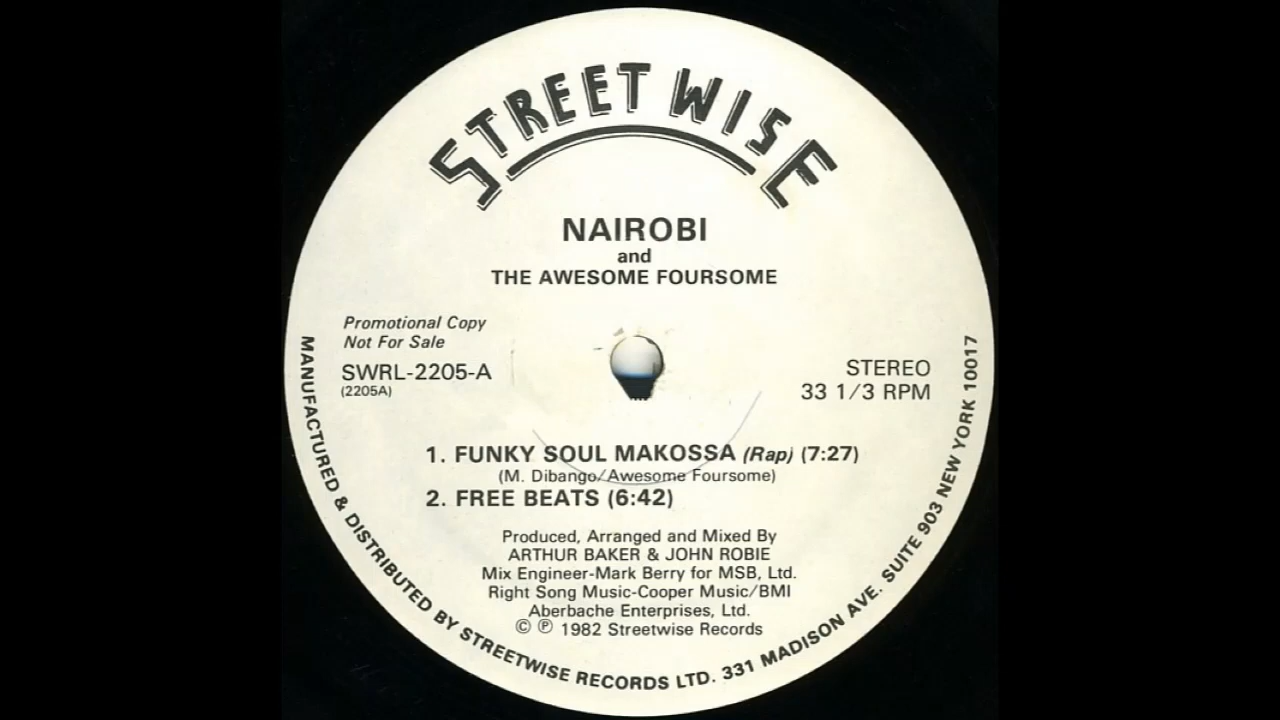 STREETWISE
NAIROBI
and
THE AWESOME FOURSOME
Promotional Copy
Not For Sale
SWRL-2205-A
(2205A)
STEREO
33 1/3 RPM
1. FUNKY SOUL MAKOSSA (Rap) (7:27)
(M. Dibango/Awesome Foursome)
2. FREE BEATS (6:42)
Produced, Arranged and Mixed By
ARTHUR BAKER & JOHN ROBIE
Mix Engineer-Mark Berry for MSB, Ltd.
Right Song Music-Cooper Music/BMI
Aberbache Enterprises, Ltd.
© ℗ 1982 Streetwise Records
MANUFACTURED & DISTRIBUTED BY STREETWISE RECORDS LTD. 331 MADISON AVE. SUITE 903 NEW YORK 10017